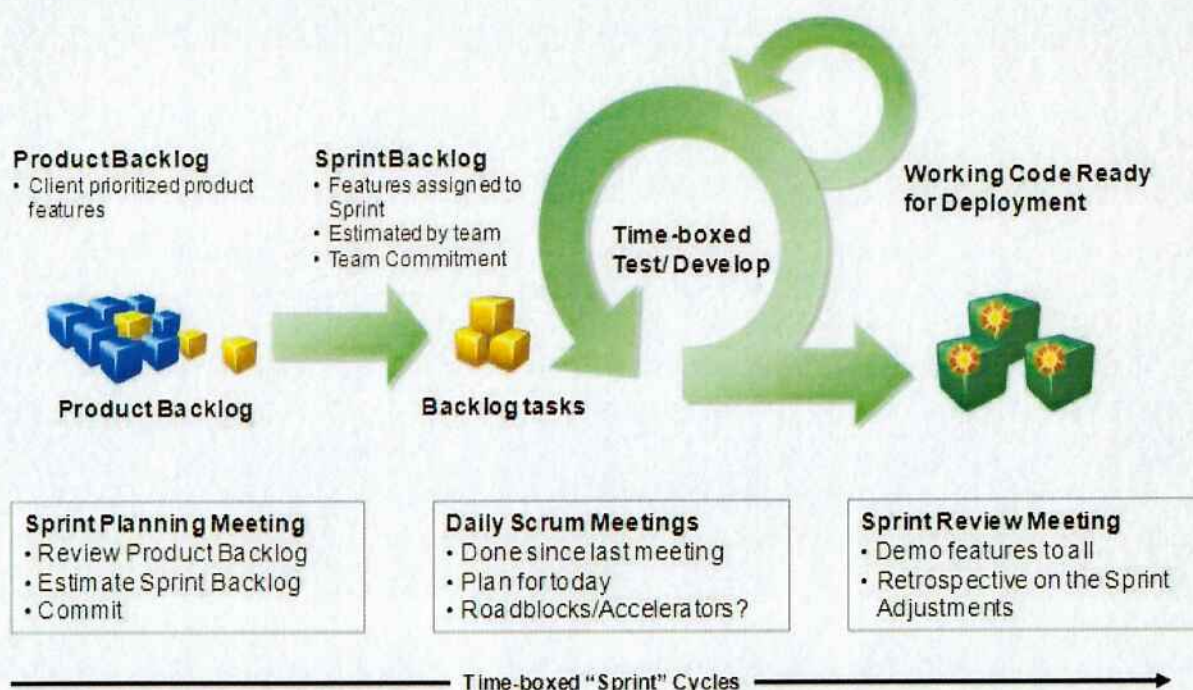 Product Backlog
• Client prioritized product
features
Sprint Backlog
• Features assigned to
Sprint
• Estimated by team
• Team Commitment
Time-boxed
Test/ Develop
Working Code Ready
for Deployment
Product Backlog
Backlog tasks
Sprint Planning Meeting
• Review Product Backlog
• Estimate Sprint Backlog
• Commit
Daily Scrum Meetings
• Done since last meeting
• Plan for today
• Roadblocks/Accelerators?
Sprint Review Meeting
• Demo features to all
• Retrospective on the Sprint
Adjustments
Time-boxed “Sprint” Cycles